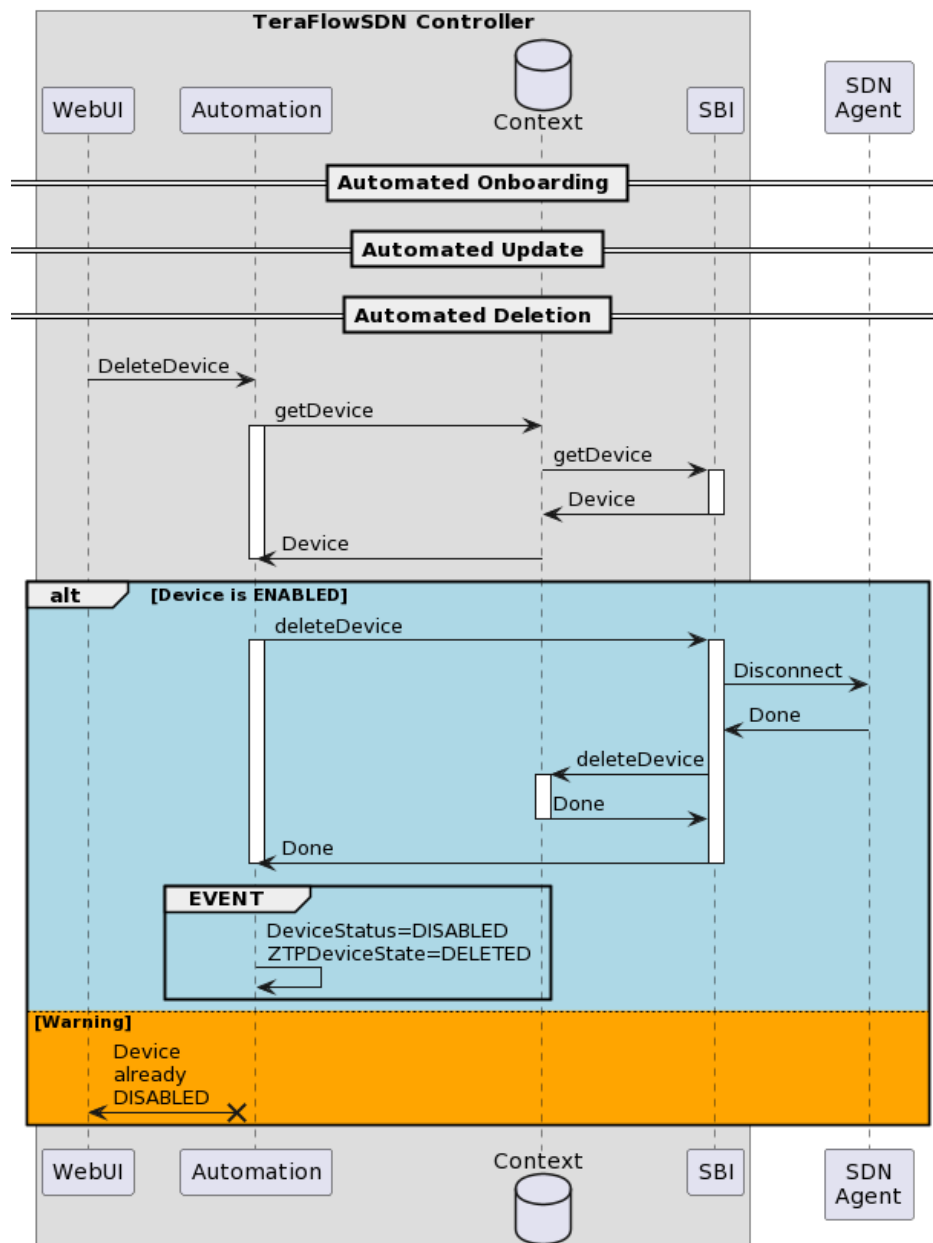 TeraFlowSDN Controller
WebUI
Automation
Context
SBI
SDN
Agent
Automated Onboarding
Automated Update
Automated Deletion
DeleteDevice
getDevice
getDevice
Device
Device
alt
[Device is ENABLED]
deleteDevice
Disconnect
Done
deleteDevice
Done
Done
EVENT
DeviceStatus=DISABLED
ZTPDeviceState=DELETED
[Warning]
Device
already
DISABLED
WebUI
Automation
Context
SBI
SDN
Agent